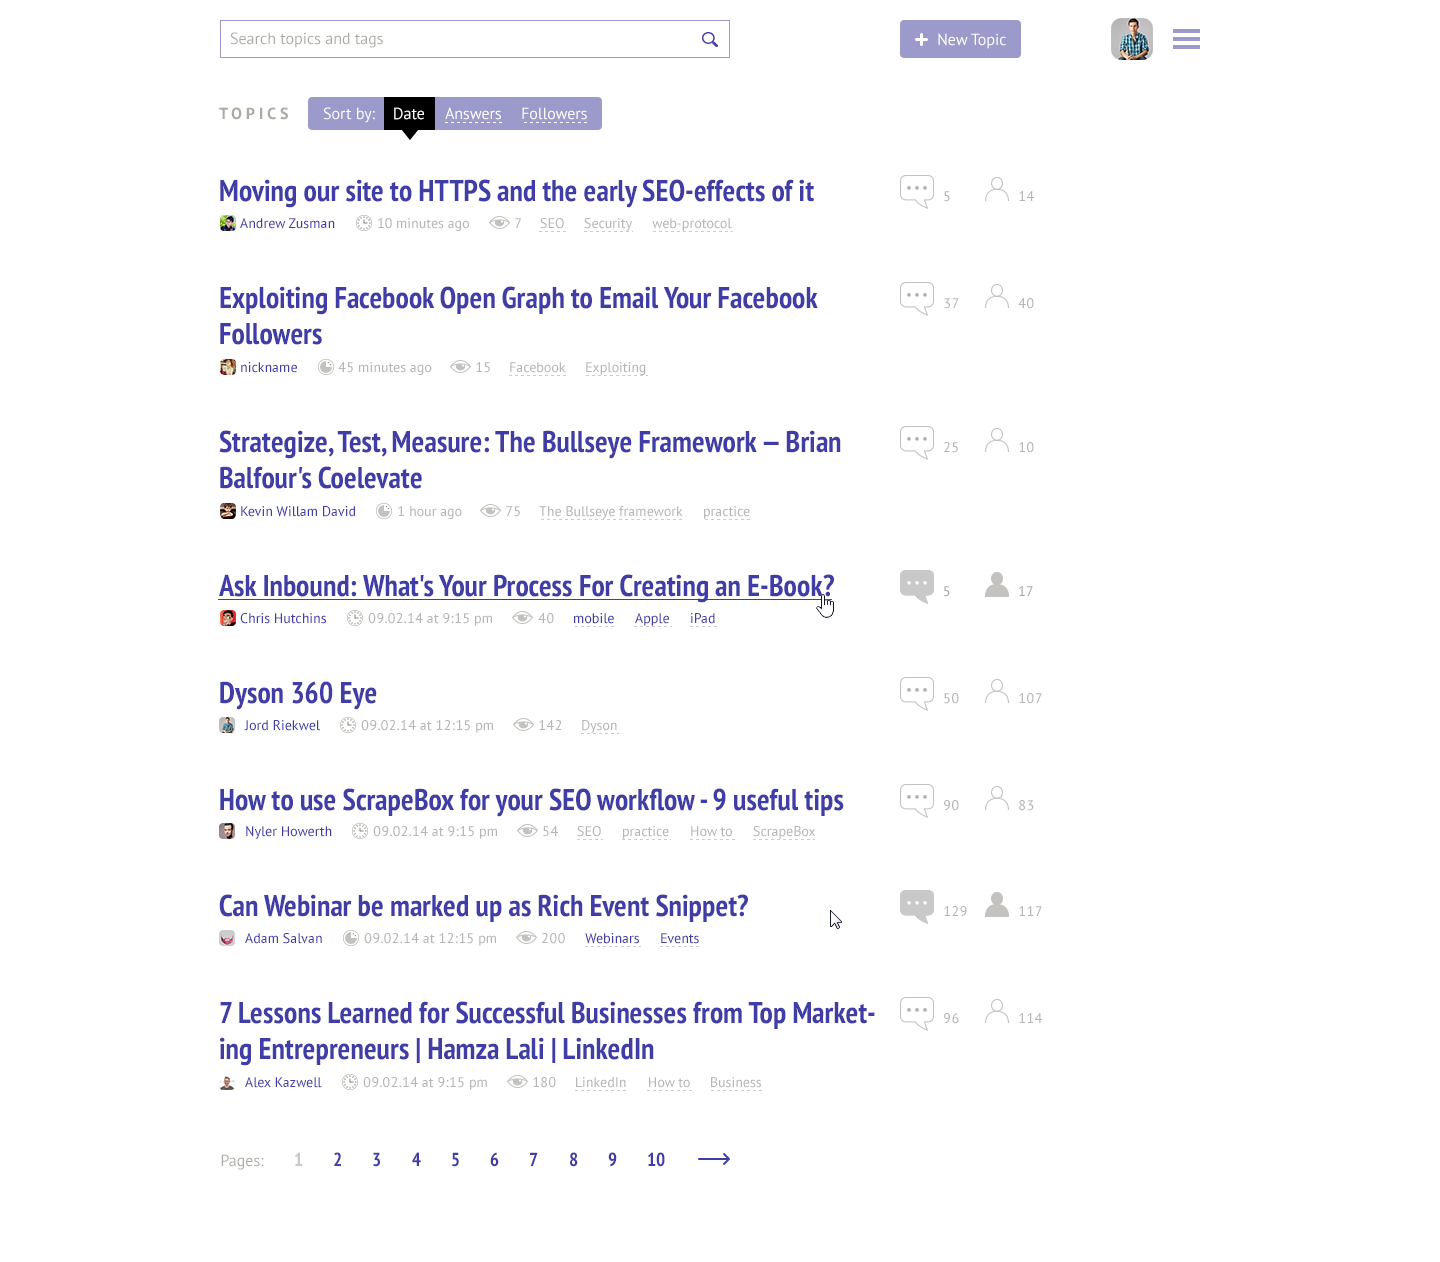 Search topics and tags
New Topic
TOPICS Sort by: Date Answers Followers
Moving our site to HTTPS and the early SEO-effects of it 5 14
Andrew Zusman 10 minutes ago 7 SEO Security web-protocol
Exploiting Facebook Open Graph to Email Your Facebook 37 40
Followers
nickname 45 minutes ago 15 Facebook Exploiting
Strategize, Test, Measure: The Bullseye Framework — Brian 25 10
Balfour's Coelevate
Kevin Willam David 1 hour ago 75 The Bullseye framework practice
Ask Inbound: What's Your Process For Creating an E-Book? 5 17
Chris Hutchins 09.02.14 at 9:15 pm 40 mobile Apple iPad
Dyson 360 Eye 50 107
Jord Riekwel 09.02.14 at 12:15 pm 142 Dyson
How to use ScrapeBox for your SEO workflow - 9 useful tips 90 83
Nyler Howerth 09.02.14 at 9:15 pm 54 SEO practice How to ScrapeBox
Can Webinar be marked up as Rich Event Snippet? 129 117
Adam Salvan 09.02.14 at 12:15 pm 200 Webinars Events
7 Lessons Learned for Successful Businesses from Top Market- 96 114
ing Entrepreneurs | Hamza Lali | LinkedIn
Alex Kazwell 09.02.14 at 9:15 pm 180 LinkedIn How to Business
Pages: 1 2 3 4 5 6 7 8 9 10